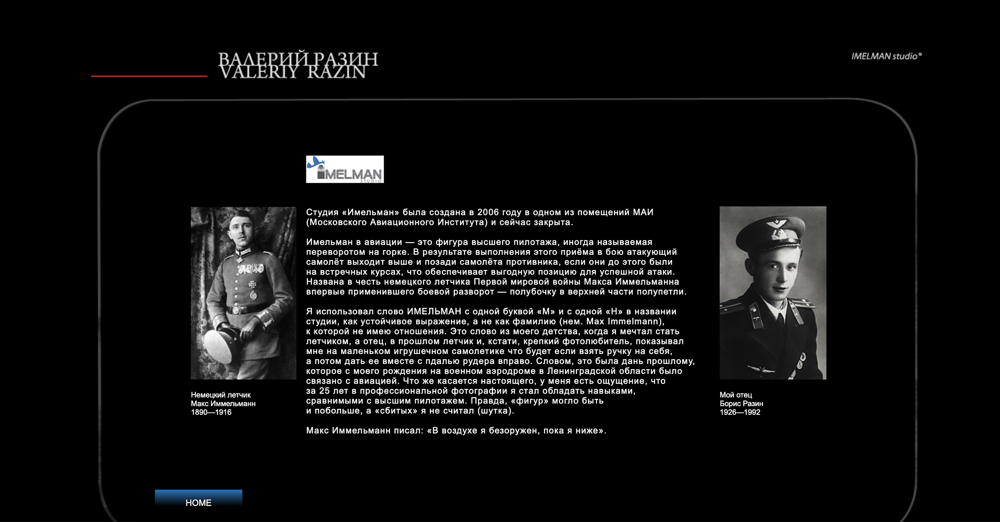 ВАЛЕРИЙ РАЗИН
VALERIY RAZIN
IMELMAN studio®
IMELMAN
STUDIO
Студия «Имельман» была создана в 2006 году в одном из помещений МАИ
(Московского Авиационного Института) и сейчас закрыта.
Имельман в авиации — это фигура высшего пилотажа, иногда называемая
переворотом на горке. В результате выполнения этого приёма в бою атакующий
самолёт выходит выше и позади самолёта противника, если они до этого были
на встречных курсах, что обеспечивает выгодную позицию для успешной атаки.
Названа в честь немецкого летчика Первой мировой войны Макса Иммельманна
впервые применившего боевой разворот — полубочку в верхней части полупетли.
Я использовал слово ИМЕЛЬМАН с одной буквой «М» и с одной «Н» в названии
студии, как устойчивое выражение, а не как фамилию (нем. Max Immelmann),
к которой не имею отношения. Это слово из моего детства, когда я мечтал стать
летчиком, а отец, в прошлом летчик и, кстати, крепкий фотолюбитель, показывал
мне на маленьком игрушечном самолетике что будет если взять ручку на себя,
а потом дать ее вместе с пдалью рудера вправо. Словом, это была дань прошлому,
которое с моего рождения на военном аэродроме в Ленинградской области было
связано с авиацией. Что же касается настоящего, у меня есть ощущение, что
за 25 лет в профессиональной фотографии я стал обладать навыками,
сравнимыми с высшим пилотажем. Правда, «фигур» могло быть
и побольше, а «сбитых» я не считал (шутка).
Макс Иммельманн писал: «В воздухе я безоружен, пока я ниже».
Немецкий летчик
Макс Иммельманн
1890—1916
Мой отец
Борис Разин
1926—1992
HOME